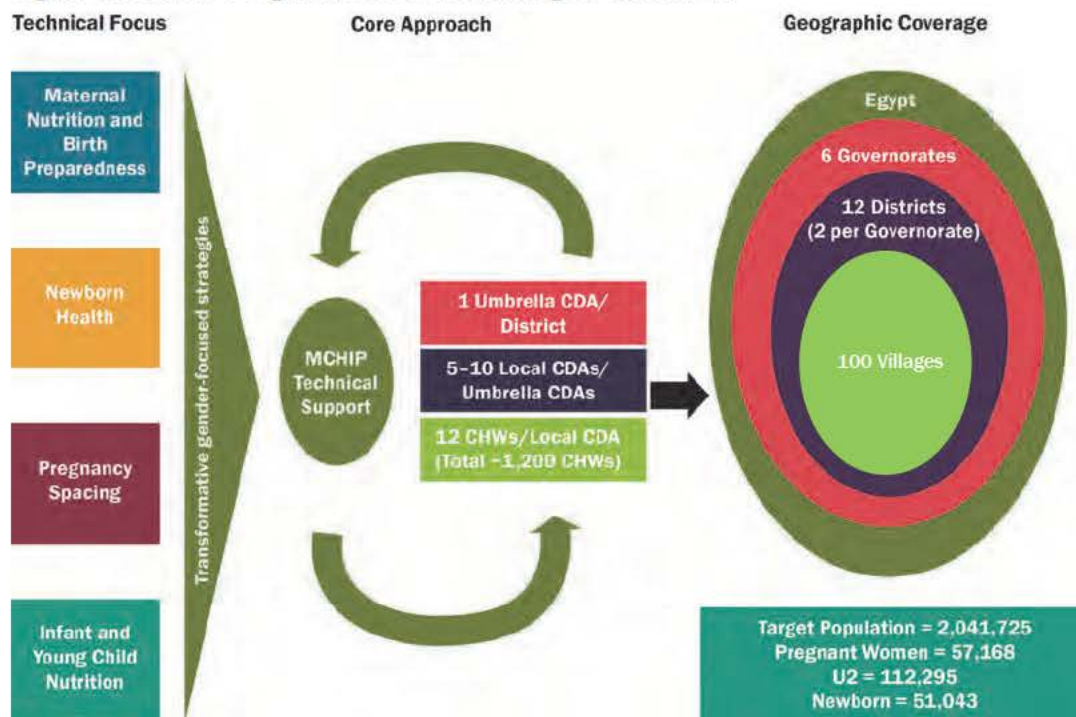 Technical Focus
Core Approach
Geographic Coverage
Maternal
Nutrition and
Birth
Preparedness
Newborn
Health
Pregnancy
Spacing
Infant and
Young Child
Nutrition
Transformative gender-focused strategies
MCHIP
Technical
Support
1 Umbrella CDA/
District
5–10 Local CDAs/
Umbrella CDAs
12 CHWs/Local CDA
(Total ~1,200 CHWs)
Egypt
6 Governorates
12 Districts
(2 per Governorate)
100 Villages
Target Population = 2,041,725
Pregnant Women = 57,168
U2 = 112,295
Newborn = 51,043